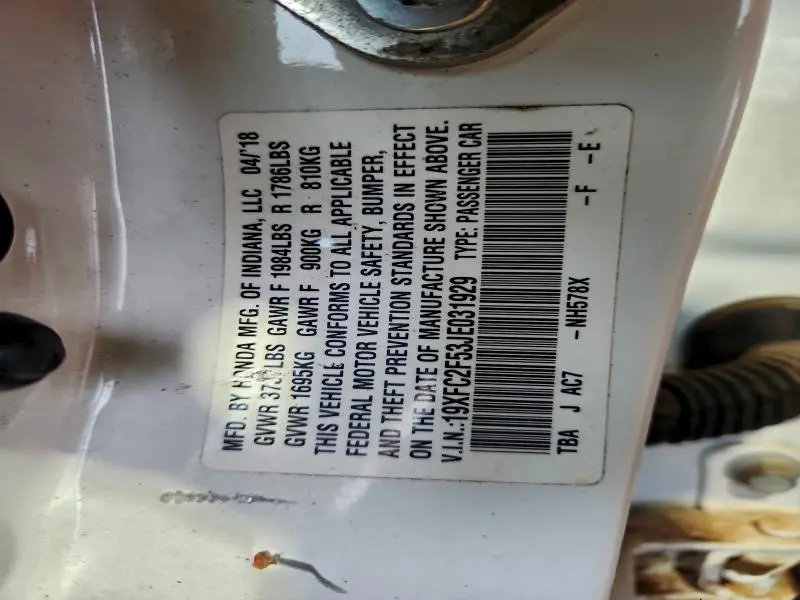 MFD. BY HONDA MFG. OF INDIANA, LLC 04/'18
GVWR LBS GAWR F 1984LBS R 1786LBS
GVWR 1695KG GAWR F 900KG R 810KG
THIS VEHICLE CONFORMS TO ALL APPLICABLE
FEDERAL MOTOR VEHICLE SAFETY, BUMPER,
AND THEFT PREVENTION STANDARDS IN EFFECT
ON THE DATE OF MANUFACTURE SHOWN ABOVE.
V.I.N.:19XFC2F53JE031929 TYPE: PASSENGER CAR
TBA J AC7 -NH578X -F -E